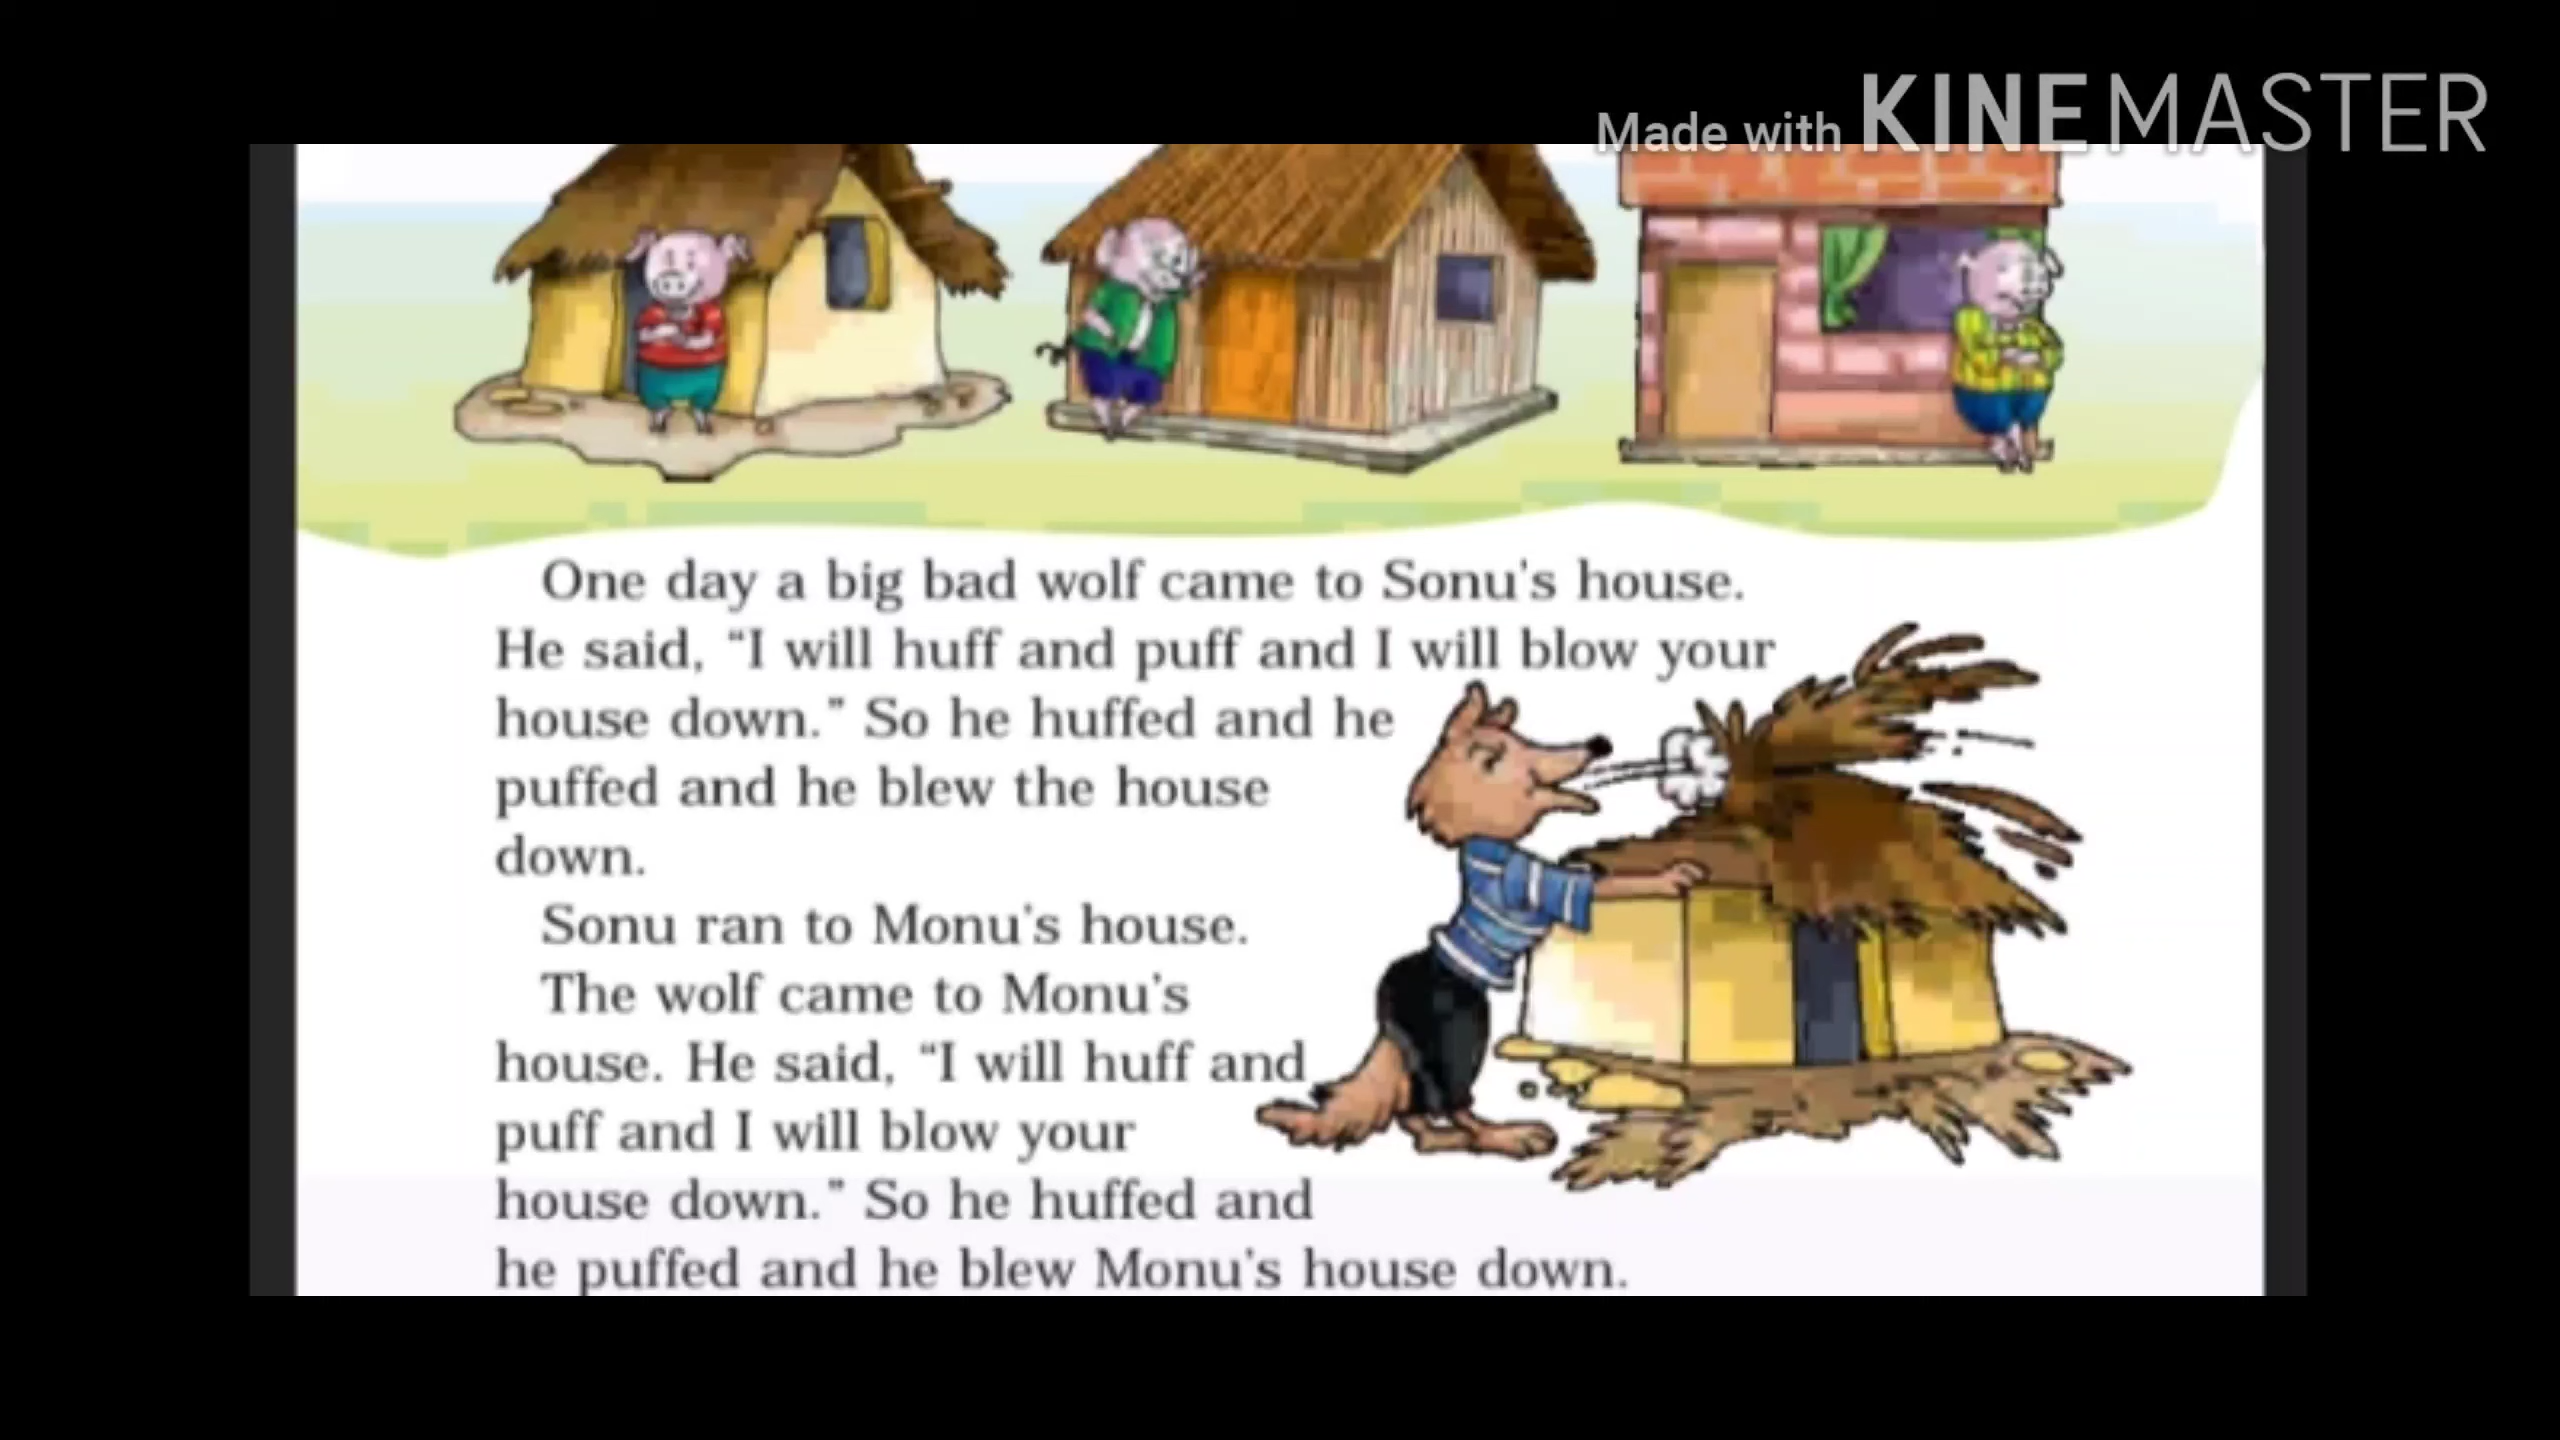 Made with KINEMASTER
One day a big bad wolf came to Sonu's house.
He said, “I will huff and puff and I will blow your
house down.” So he huffed and he
puffed and he blew the house
down.
Sonu ran to Monu's house.
The wolf came to Monu's
house. He said, “I will huff and
puff and I will blow your
house down.” So he huffed and
he puffed and he blew Monu's house down.